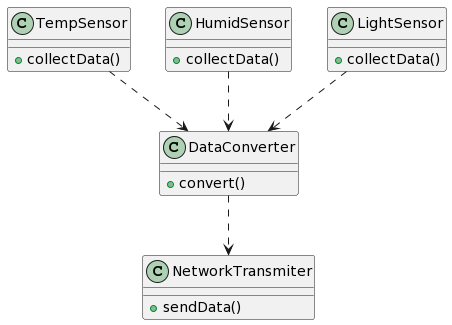 C TempSensor
collectData()
C HumidSensor
collectData()
C LightSensor
collectData()
C DataConverter
convert()
C NetworkTransmiter
sendData()